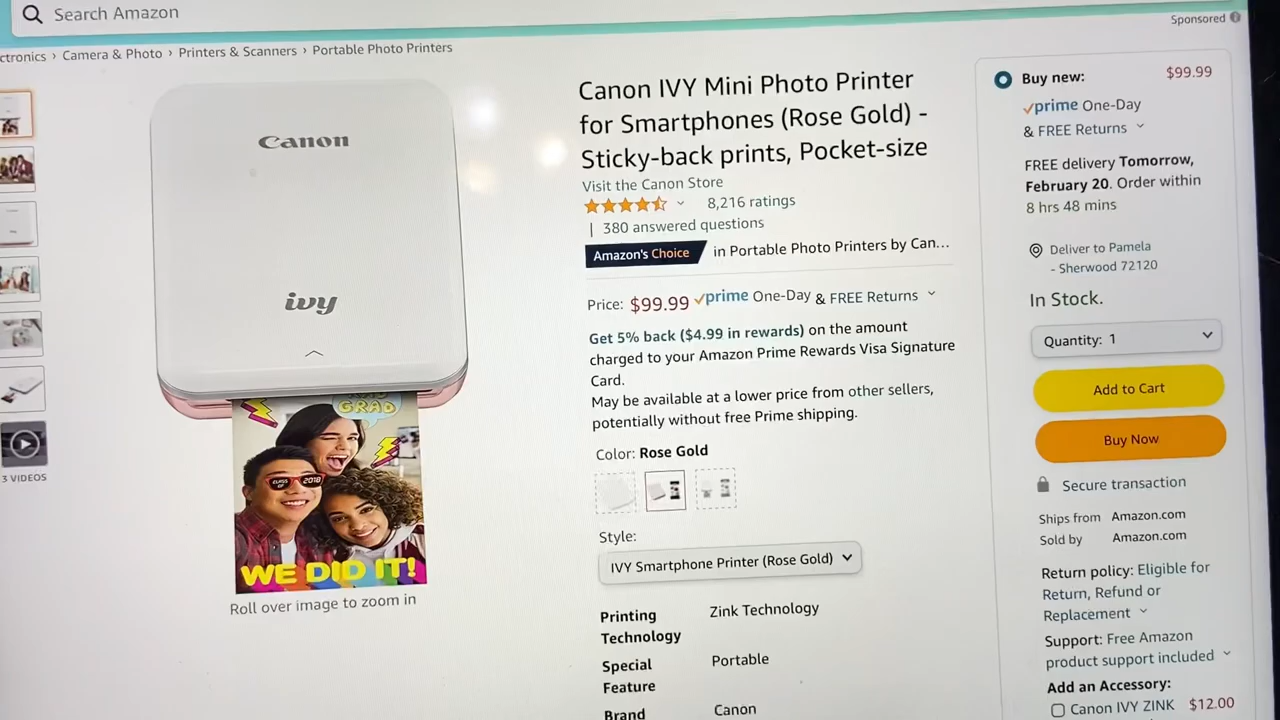 Search Amazon
Sponsored
ctronics › Camera & Photo › Printers & Scanners › Portable Photo Printers
Canon
ivy
GRAD
CLASS OF 2018
WE DID IT!
Roll over image to zoom in
3 VIDEOS
Canon IVY Mini Photo Printer
for Smartphones (Rose Gold) -
Sticky-back prints, Pocket-size
Visit the Canon Store
8,216 ratings
| 380 answered questions
Amazon's Choice in Portable Photo Printers by Can...
Price: $99.99 prime One-Day & FREE Returns
Get 5% back ($4.99 in rewards) on the amount
charged to your Amazon Prime Rewards Visa Signature
Card.
May be available at a lower price from other sellers,
potentially without free Prime shipping.
Color: Rose Gold
Style:
IVY Smartphone Printer (Rose Gold)
Printing Technology Zink Technology
Special Feature Portable
Brand Canon
Buy new: $99.99
prime One-Day
& FREE Returns
FREE delivery Tomorrow,
February 20. Order within
8 hrs 48 mins
Deliver to Pamela
- Sherwood 72120
In Stock.
Quantity: 1
Add to Cart
Buy Now
Secure transaction
Ships from Amazon.com
Sold by Amazon.com
Return policy: Eligible for
Return, Refund or
Replacement
Support: Free Amazon
product support included
Add an Accessory:
Canon IVY ZINK $12.00